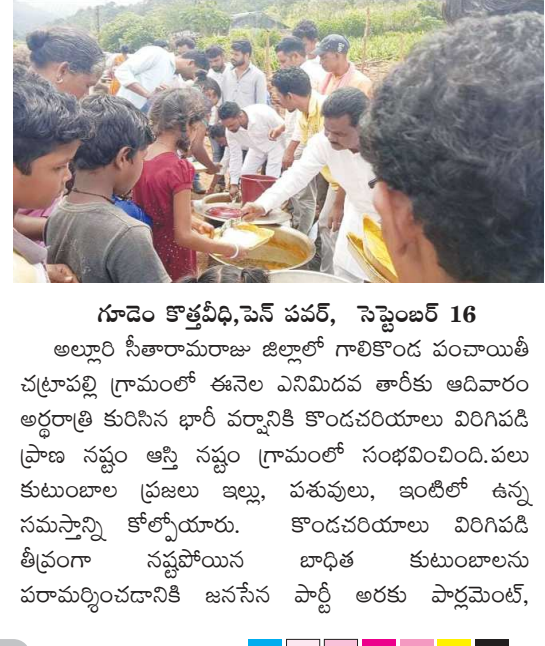 గూడెం కొత్తవీధి,పెన్ పవర్, సెప్టెంబర్ 16
అల్లూరి సీతారామరాజు జిల్లాలో గాలికొండ పంచాయితీ
చట్రాపల్లి గ్రామంలో ఈనెల ఎనిమిదవ తారీకు ఆదివారం
అర్థరాత్రి కురిసిన భారీ వర్షానికి కొండచరియాలు విరిగిపడి
ప్రాణ నష్టం ఆస్తి నష్టం గ్రామంలో సంభవించింది.పలు
కుటుంబాల ప్రజలు ఇల్లు, పశువులు, ఇంటిలో ఉన్న
సమస్తాన్ని కోల్పోయారు. కొండచరియాలు విరిగిపడి
తీవ్రంగా నష్టపోయిన బాధిత కుటుంబాలను
పరామర్శించడానికి జనసేన పార్టీ అరకు పార్లమెంట్,